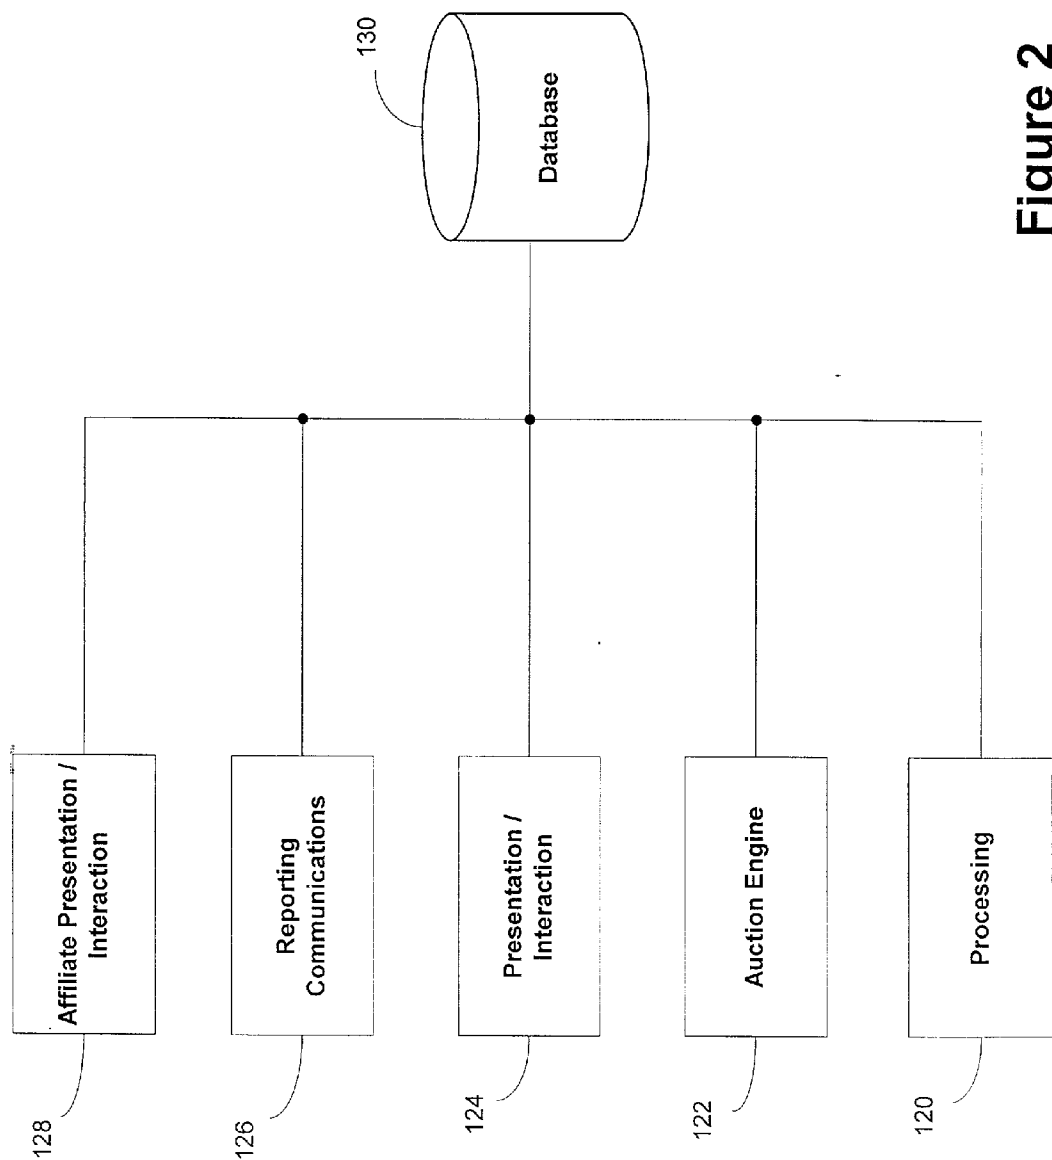 130
Database
128
Affiliate Presentation /
Interaction
126
Reporting
Communications
124
Presentation /
Interaction
122
Auction Engine
120
Processing
Figure 2